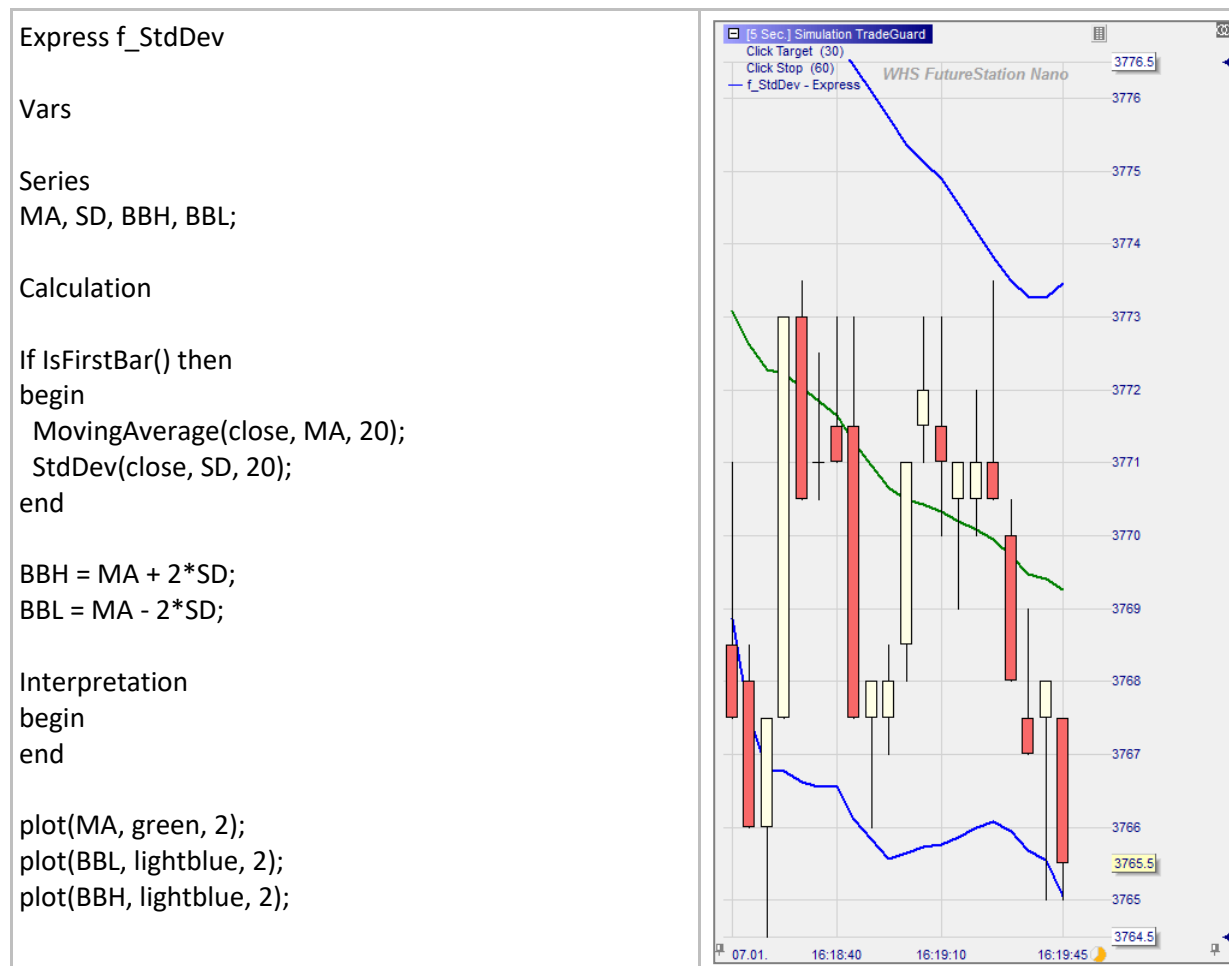 Express f_StdDev
Vars
Series
MA, SD, BBH, BBL;
Calculation
If IsFirstBar() then
begin
MovingAverage(close, MA, 20);
StdDev(close, SD, 20);
end
BBH = MA + 2*SD;
BBL = MA - 2*SD;
Interpretation
begin
end
plot(MA, green, 2);
plot(BBL, lightblue, 2);
plot(BBH, lightblue, 2);
[5 Sec.] Simulation TradeGuard
Click Target (30)
Click Stop (60)
f_StdDev - Express
WHS FutureStation Nano
3776.5
3776
3775
3774
3773
3772
3771
3770
3769
3768
3767
3766
3765.5
3765
3764.5
07.01. 16:18:40 16:19:10 16:19:45